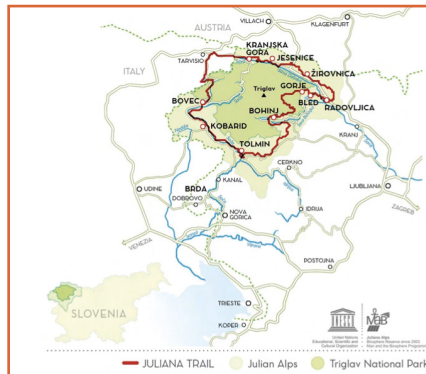 AUSTRIA
VILLACH
KLAGENFURT
KRANJSKA
GORA
JESENICE
TARVISIO
ITALY
ŽIROVNICA
GORJE
Triglav
BOVEC
BLED
BOHINJ
RADOVLJICA
KOBARID
KRANJ
TOLMIN
CERKNO
KANAL
LJUBLJANA
UDINE
BRDA
DOBROVO
IDRIJA
ZAGREB
NOVA
GORICA
VENEZIA
POSTOJNA
SLOVENIA
TRIESTE
KOPER
United Nations
Educational, Scientific and
Cultural Organization
Julian Alps
Biosphere Reserve since 2003
Man and the Biosphere Programme
JULIANA TRAIL
Julian Alps
Triglav National Park